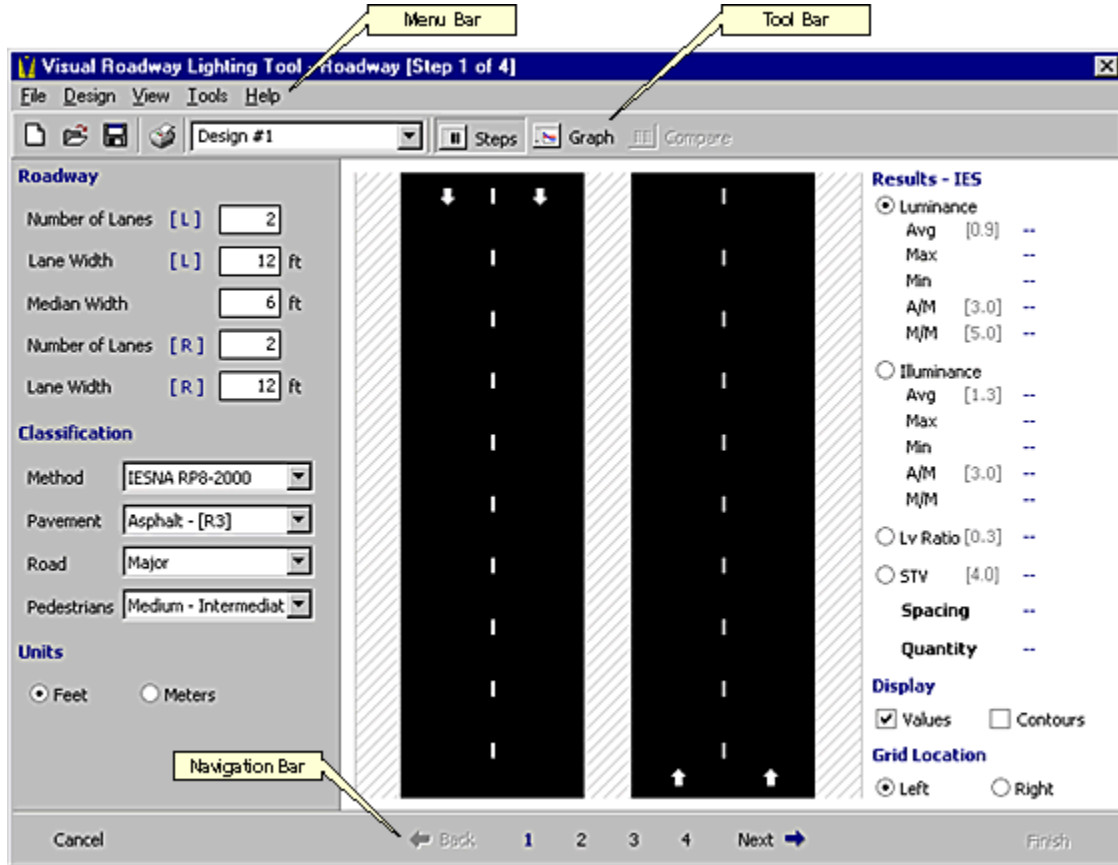 Menu Bar
Tool Bar
Visual Roadway Lighting Tool - Roadway [Step 1 of 4]
File Design View Tools Help
Design #1 Steps Graph Compare
Roadway
Number of Lanes [L] 2
Lane Width [L] 12 ft
Median Width 6 ft
Number of Lanes [R] 2
Lane Width [R] 12 ft
Classification
Method IESNA RP8-2000
Pavement Asphalt - [R3]
Road Major
Pedestrians Medium - Intermediat
Units
Feet Meters
Navigation Bar
Results - IES
Luminance
Avg [0.9] --
Max --
Min --
A/M [3.0] --
M/M [5.0] --
Illuminance
Avg [1.3] --
Max --
Min --
A/M [3.0] --
M/M --
Lv Ratio [0.3] --
STV [4.0] --
Spacing --
Quantity --
Display
Values Contours
Grid Location
Left Right
Cancel Back 1 2 3 4 Next Finish